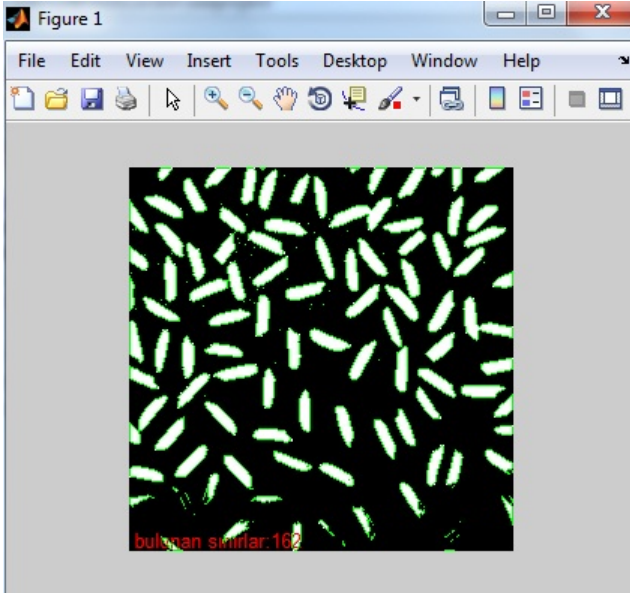 Figure 1
File Edit View Insert Tools Desktop Window Help
bulunan sınırlar:162